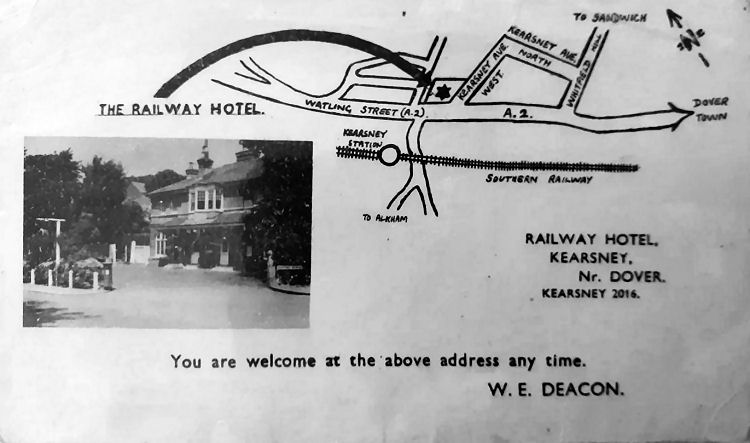 TO SANDWICH
N
KEARSNEY AVE.
NORTH
KEARSNEY AVE.
WEST.
WHITFIELD HILL
THE RAILWAY HOTEL.
WATLING STREET (A.2).
A.2.
DOVER
TOWN
KEARSNEY
STATION
SOUTHERN RAILWAY
TO ALKHAM
RAILWAY HOTEL,
KEARSNEY,
Nr. DOVER.
KEARSNEY 2016.
You are welcome at the above address any time.
W. E. DEACON.